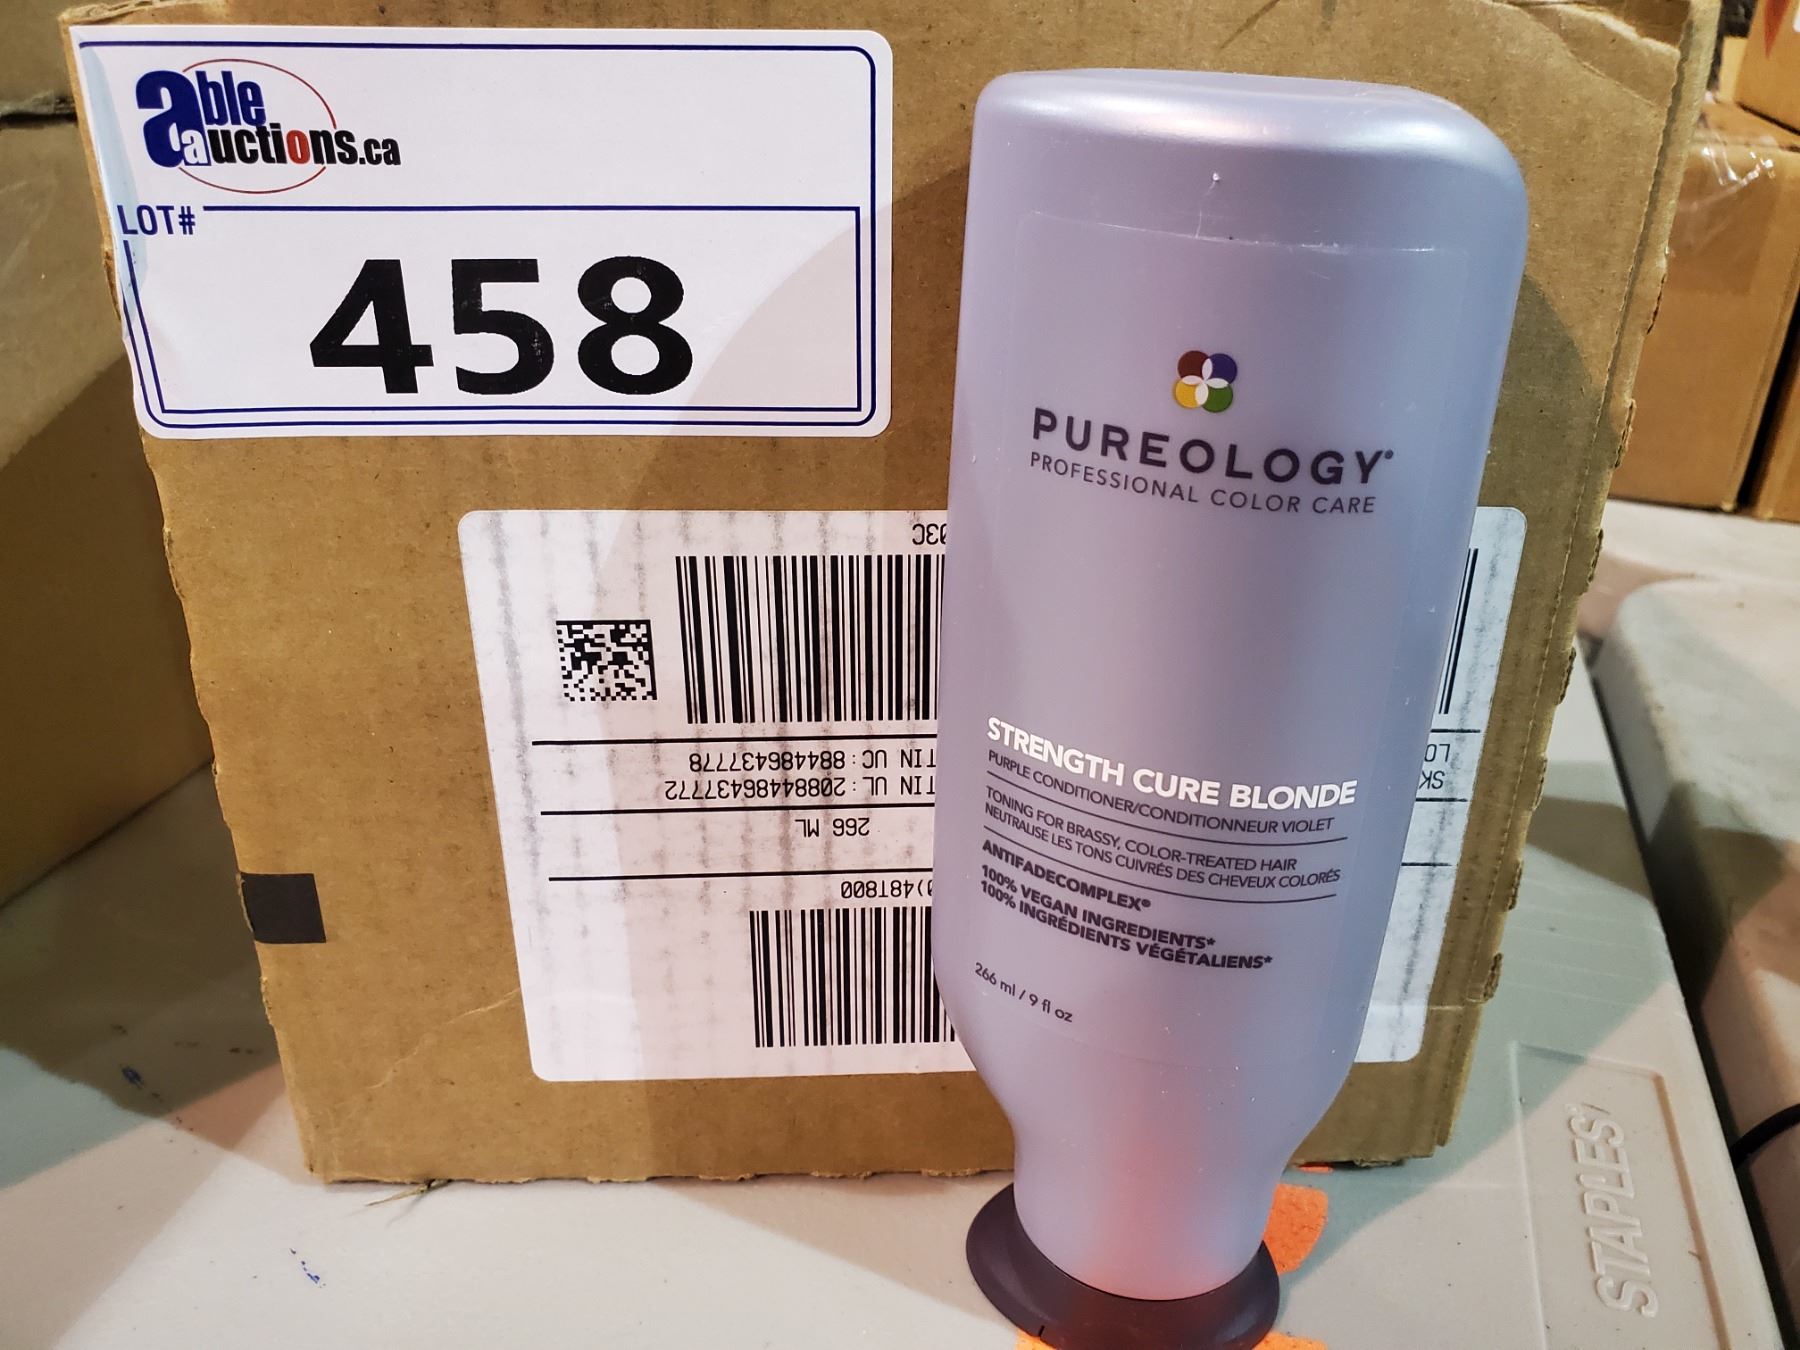 able
auctions.ca
LOT#
458
03C
TIN UC: 884486437778
TIN UL: 20884486437772
266 ML
)48T800
SK
LO
PUREOLOGY®
PROFESSIONAL COLOR CARE
STRENGTH CURE BLONDE
PURPLE CONDITIONER/CONDITIONNEUR VIOLET
TONING FOR BRASSY, COLOR-TREATED HAIR
NEUTRALISE LES TONS CUIVRÉS DES CHEVEUX COLORÉS
ANTIFADECOMPLEX®
100% VEGAN INGREDIENTS*
100% INGRÉDIENTS VÉGÉTALIENS*
266 ml / 9 fl oz
STAPLES